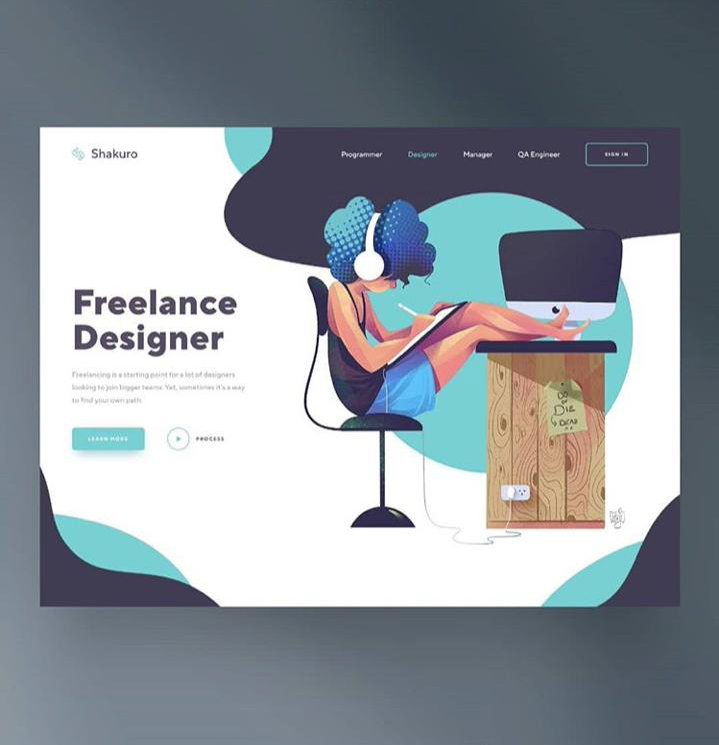 Shakuro
Programmer Designer Manager QA Engineer SIGN IN
Freelance
Designer
Freelancing is a starting point for a lot of designers
looking to join bigger teams. Yet, sometimes it's a way
to find your own path.
LEARN MORE PROCESS
DO
or
DIE
DEAD